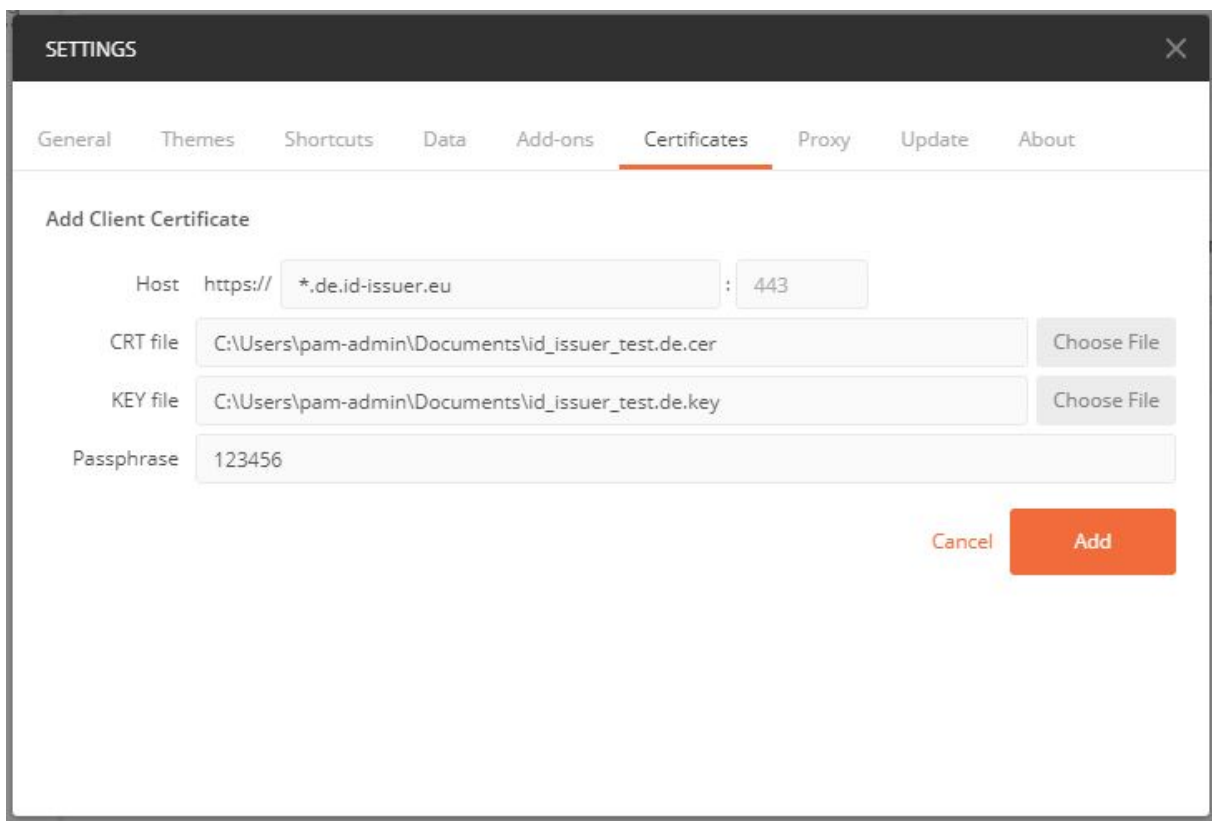 SETTINGS
General Themes Shortcuts Data Add-ons Certificates Proxy Update About
Add Client Certificate
Host https:// *.de.id-issuer.eu : 443
CRT file C:\Users\pam-admin\Documents\id_issuer_test.de.cer Choose File
KEY file C:\Users\pam-admin\Documents\id_issuer_test.de.key Choose File
Passphrase 123456
Cancel Add